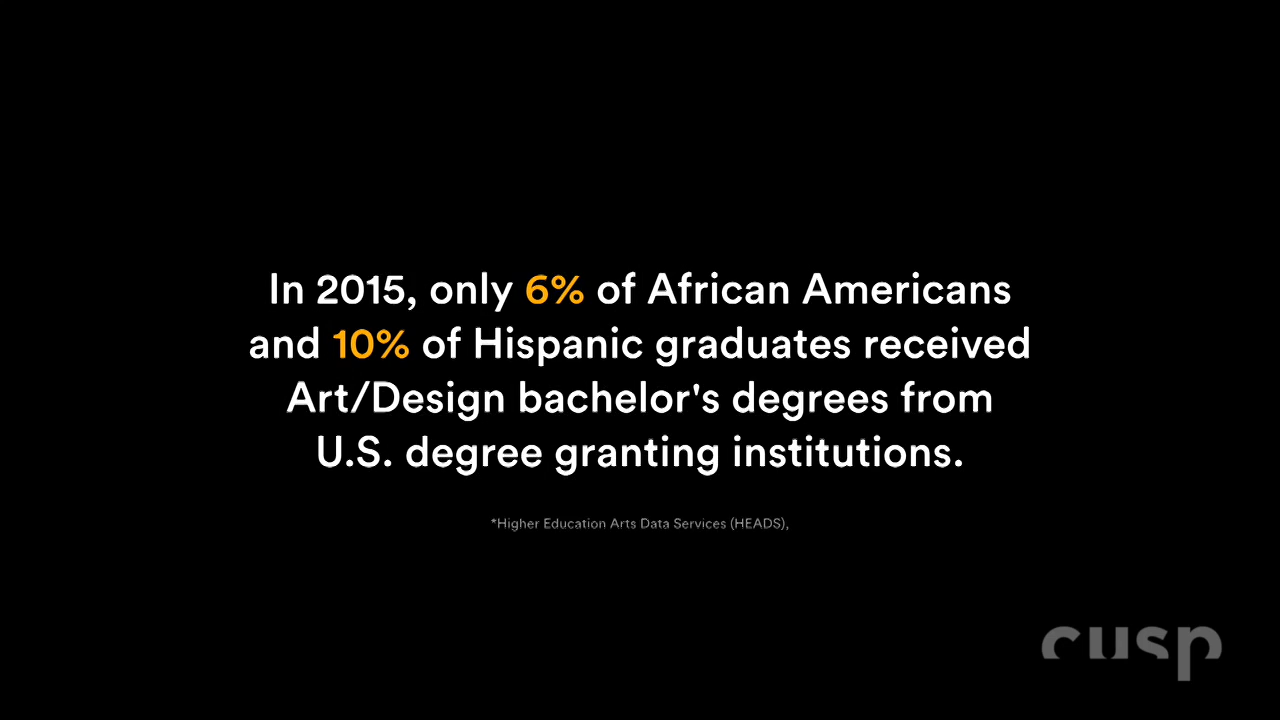 In 2015, only 6% of African Americans
and 10% of Hispanic graduates received
Art/Design bachelor's degrees from
U.S. degree granting institutions.
*Higher Education Arts Data Services (HEADS),
cusp